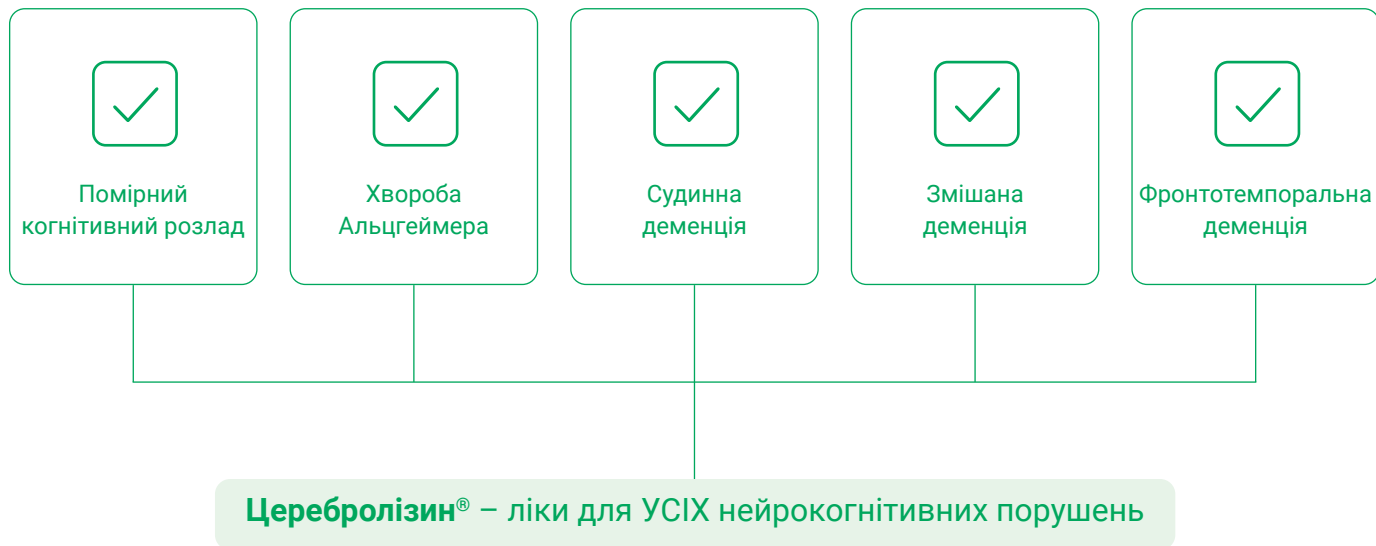 Помірний
когнітивний розлад
Хвороба
Альцгеймера
Судинна
деменція
Змішана
деменція
Фронтотемпоральна
деменція
Церебролізин® – ліки для УСІХ нейрокогнітивних порушень